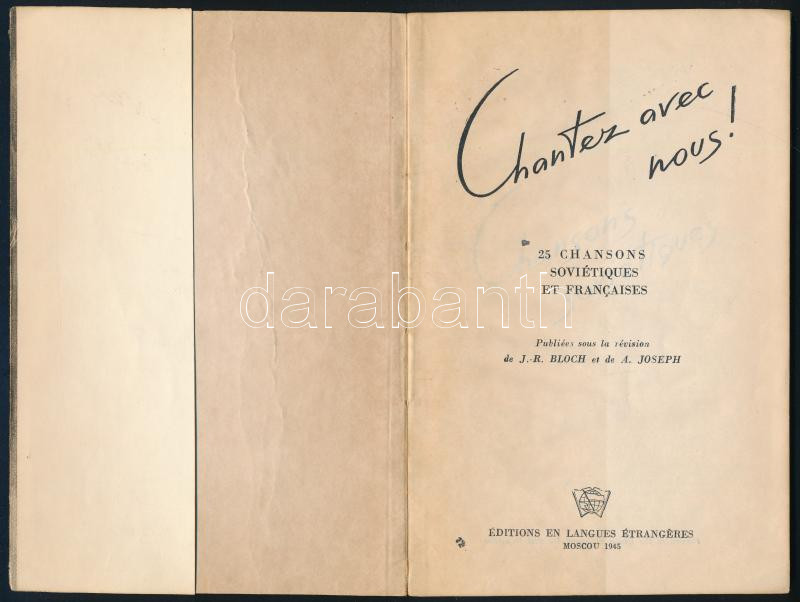 Chantez avec
nous!
Chansons
25 CHANSONS
SOVIÉTIQUES
ET FRANÇAISES
darabanth
Publiées sous la révision
de J.-R. BLOCH et de A. JOSEPH
ÉDITIONS EN LANGUES ÉTRANGÈRES
MOSCOU 1945